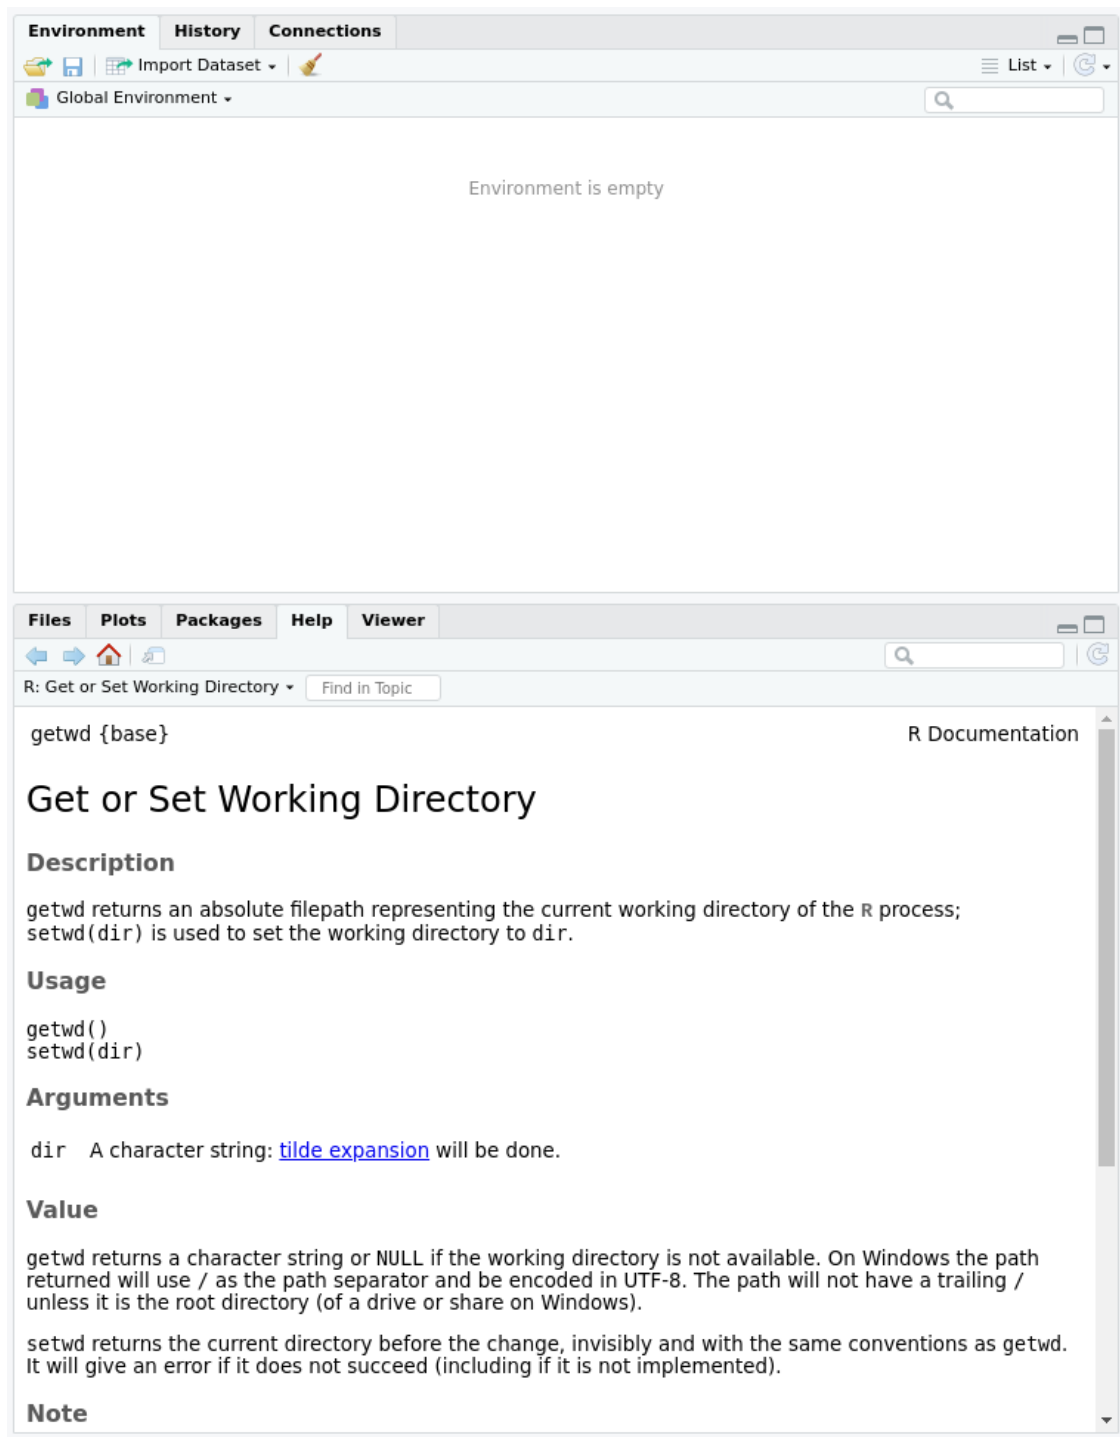 Environment History Connections
Import Dataset List
Global Environment
Environment is empty
Files Plots Packages Help Viewer
R: Get or Set Working Directory Find in Topic
getwd {base} R Documentation
Get or Set Working Directory
Description
getwd returns an absolute filepath representing the current working directory of the R process;
setwd(dir) is used to set the working directory to dir.
Usage
getwd()
setwd(dir)
Arguments
dir A character string: tilde expansion will be done.
Value
getwd returns a character string or NULL if the working directory is not available. On Windows the path
returned will use / as the path separator and be encoded in UTF-8. The path will not have a trailing /
unless it is the root directory (of a drive or share on Windows).
setwd returns the current directory before the change, invisibly and with the same conventions as getwd.
It will give an error if it does not succeed (including if it is not implemented).
Note